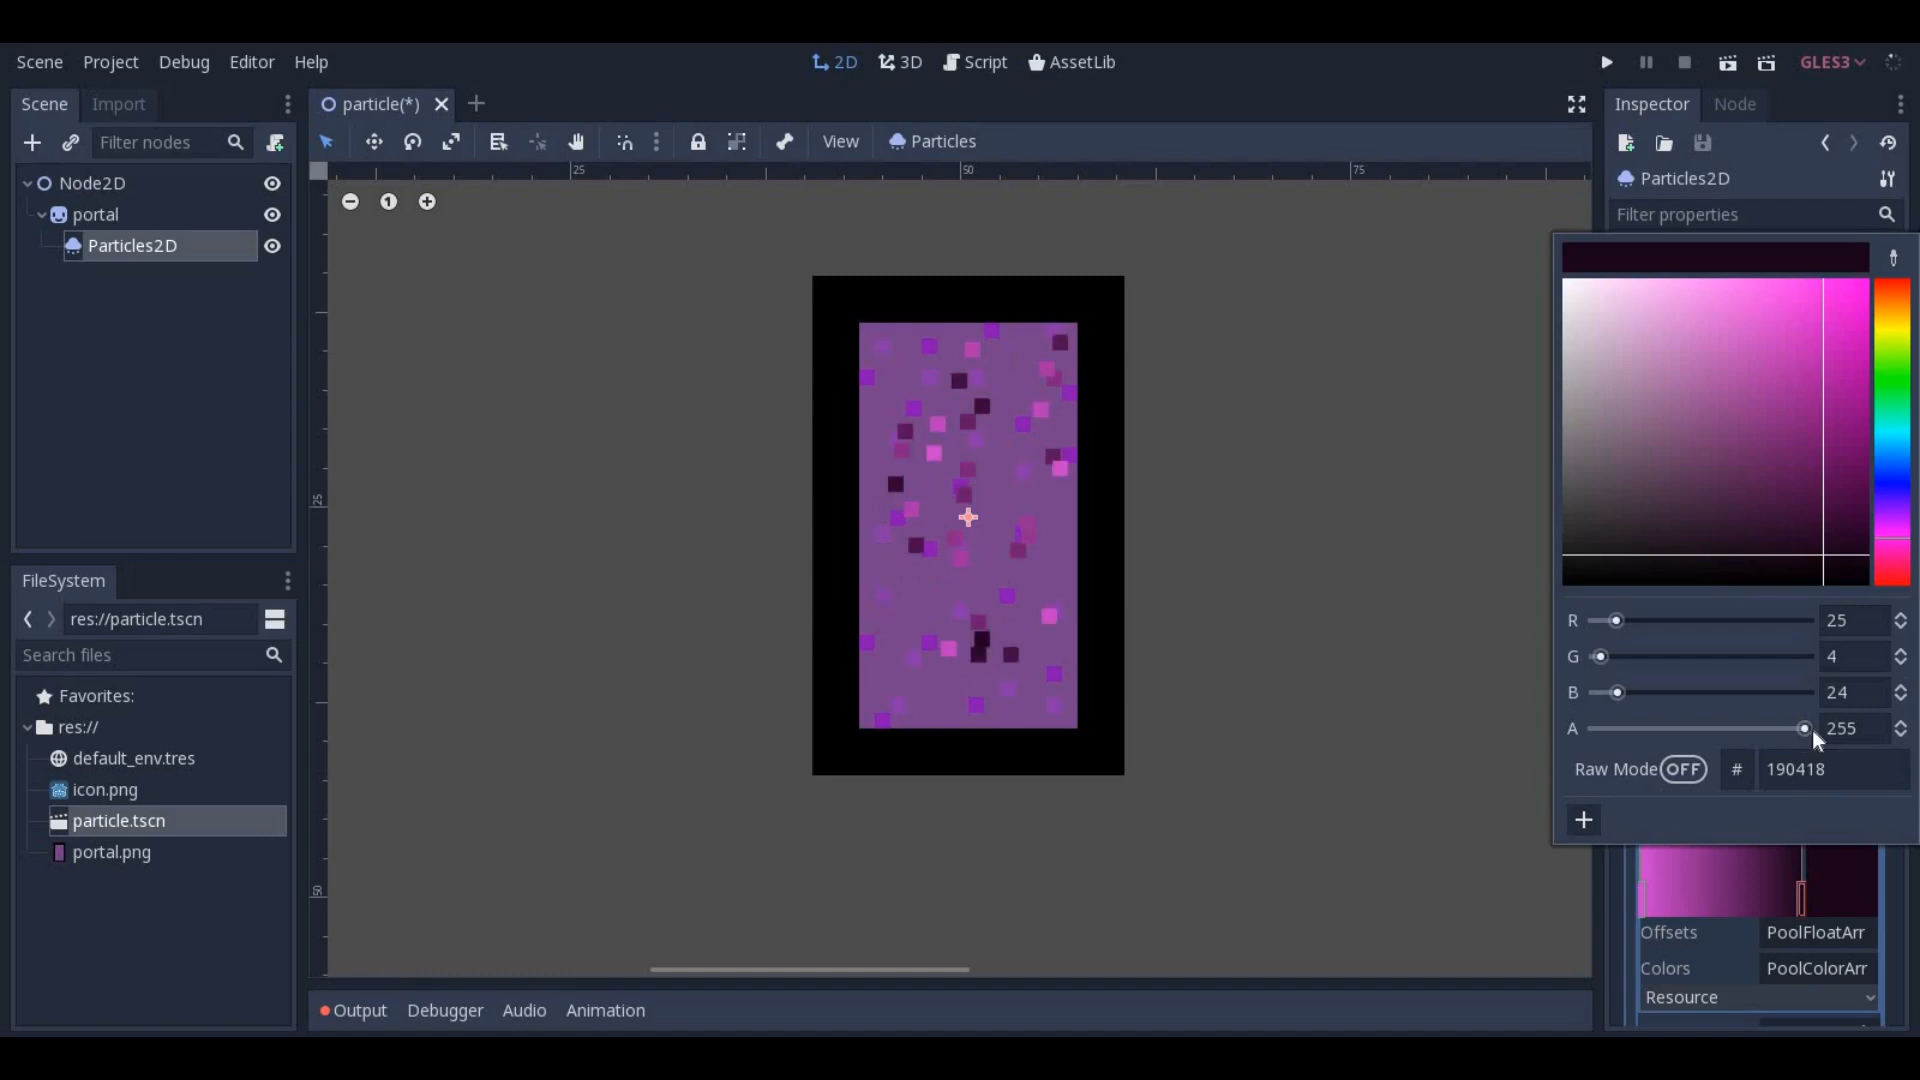 Scene Project Debug Editor Help
2D 3D Script AssetLib
GLES3
Scene Import
particle(*)
Inspector Node
Filter nodes
View Particles
25 50 75
Particles2D
Filter properties
Node2D
portal
Particles2D
1
25
50
R 25
G 4
B 24
A 255
Raw Mode OFF # 190418
FileSystem
res://particle.tscn
Search files
Favorites:
res://
default_env.tres
icon.png
particle.tscn
portal.png
Offsets PoolFloatArr
Colors PoolColorArr
Resource
Output Debugger Audio Animation